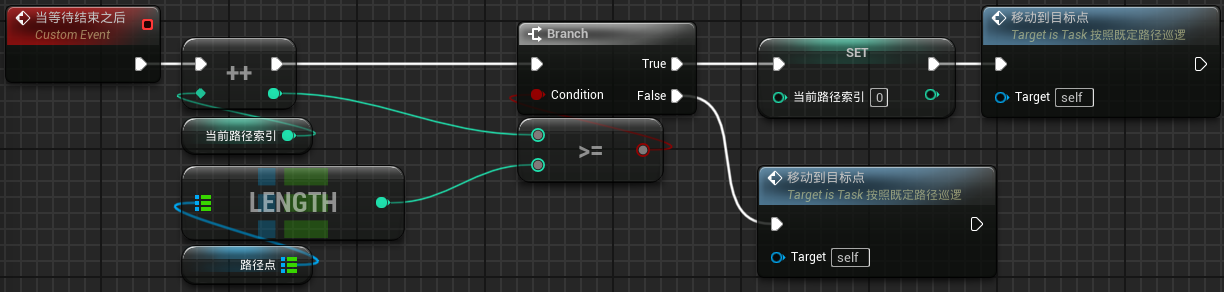 当等待结束之后
Custom Event
++
当前路径索引
LENGTH
路径点
Branch
True
Condition
False
>=
SET
当前路径索引 0
移动到目标点
Target is Task 按照既定路径巡逻
Target self
移动到目标点
Target is Task 按照既定路径巡逻
Target self